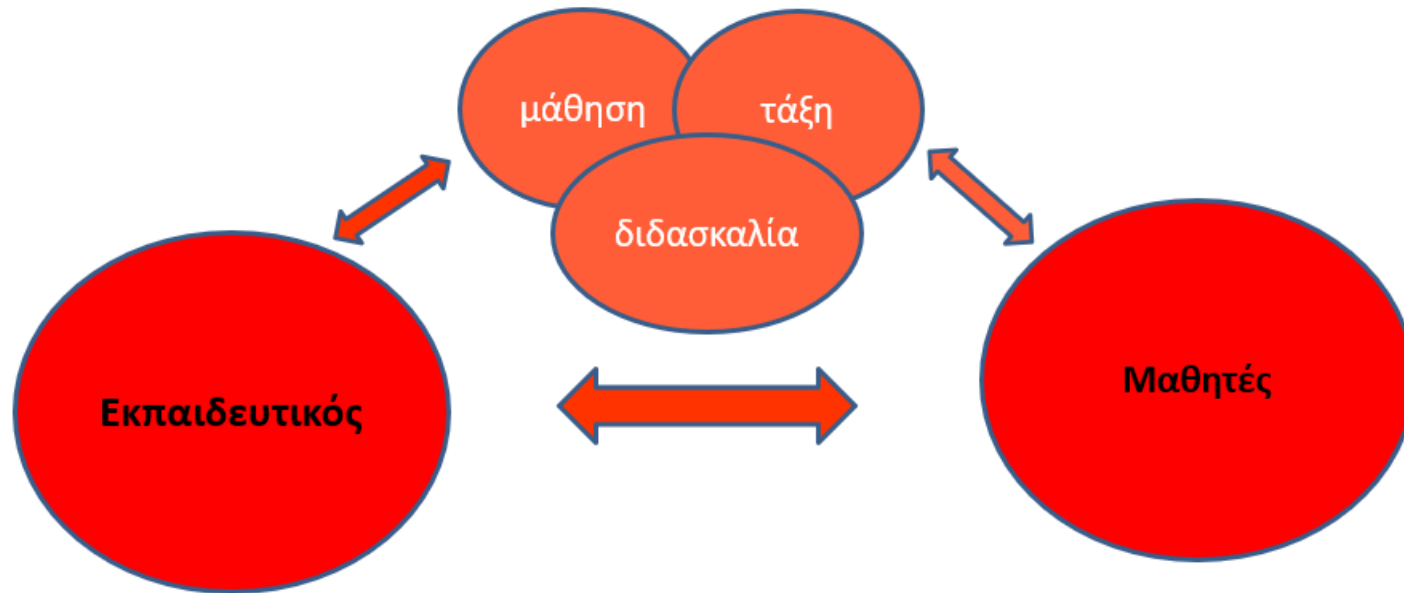 μάθηση
τάξη
διδασκαλία
Εκπαιδευτικός
Μαθητές